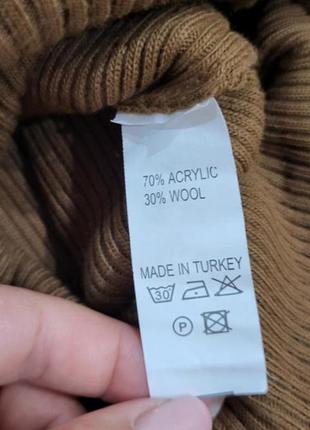 70% ACRYLIC
30% WOOL
MADE IN TURKEY
30
P